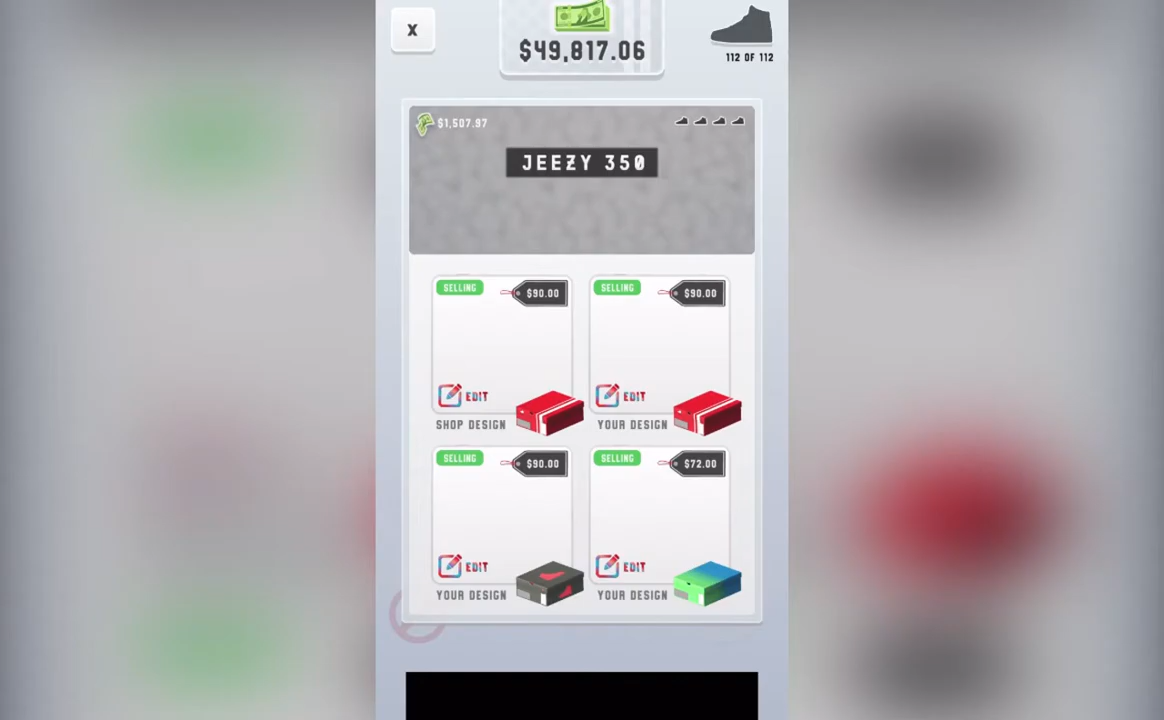 X
$49,817.06
112 OF 112
$1,507.97
JEEZY 350
SELLING
$90.00
SELLING
$90.00
EDIT
EDIT
SHOP DESIGN
YOUR DESIGN
SELLING
$90.00
SELLING
$72.00
EDIT
EDIT
YOUR DESIGN
YOUR DESIGN